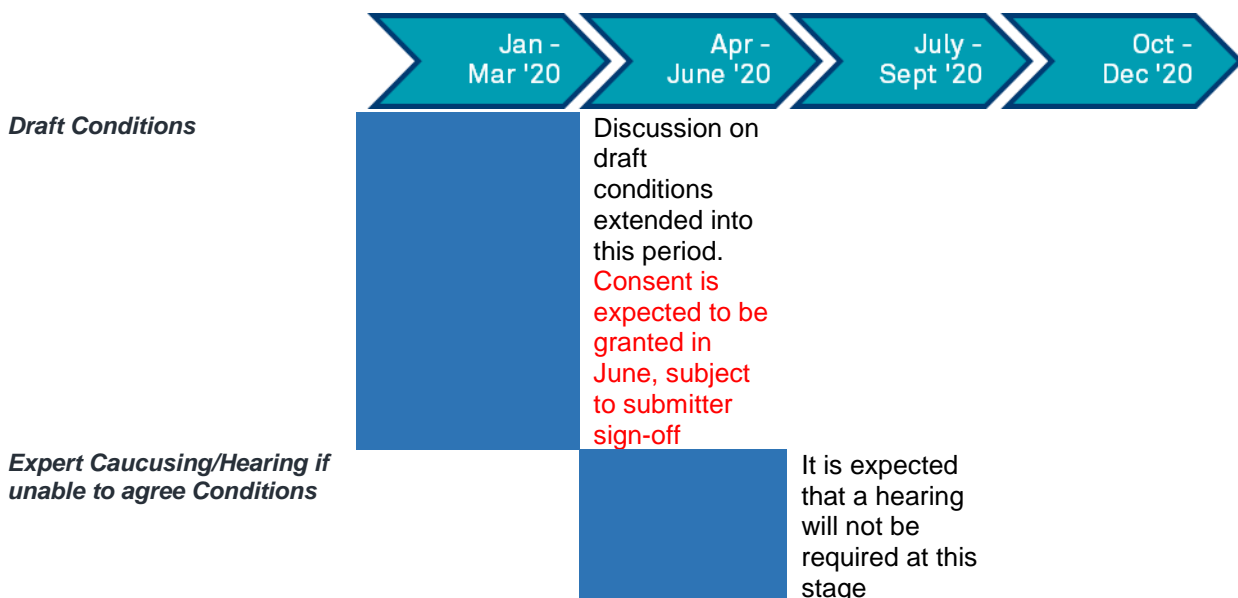 Jan -
Mar '20
Apr -
June '20
July -
Sept '20
Oct -
Dec '20
Draft Conditions
Discussion on
draft
conditions
extended into
this period.
Consent is
expected to be
granted in
June, subject
to submitter
sign-off
Expert Caucusing/Hearing if
unable to agree Conditions
It is expected
that a hearing
will not be
required at this
stage